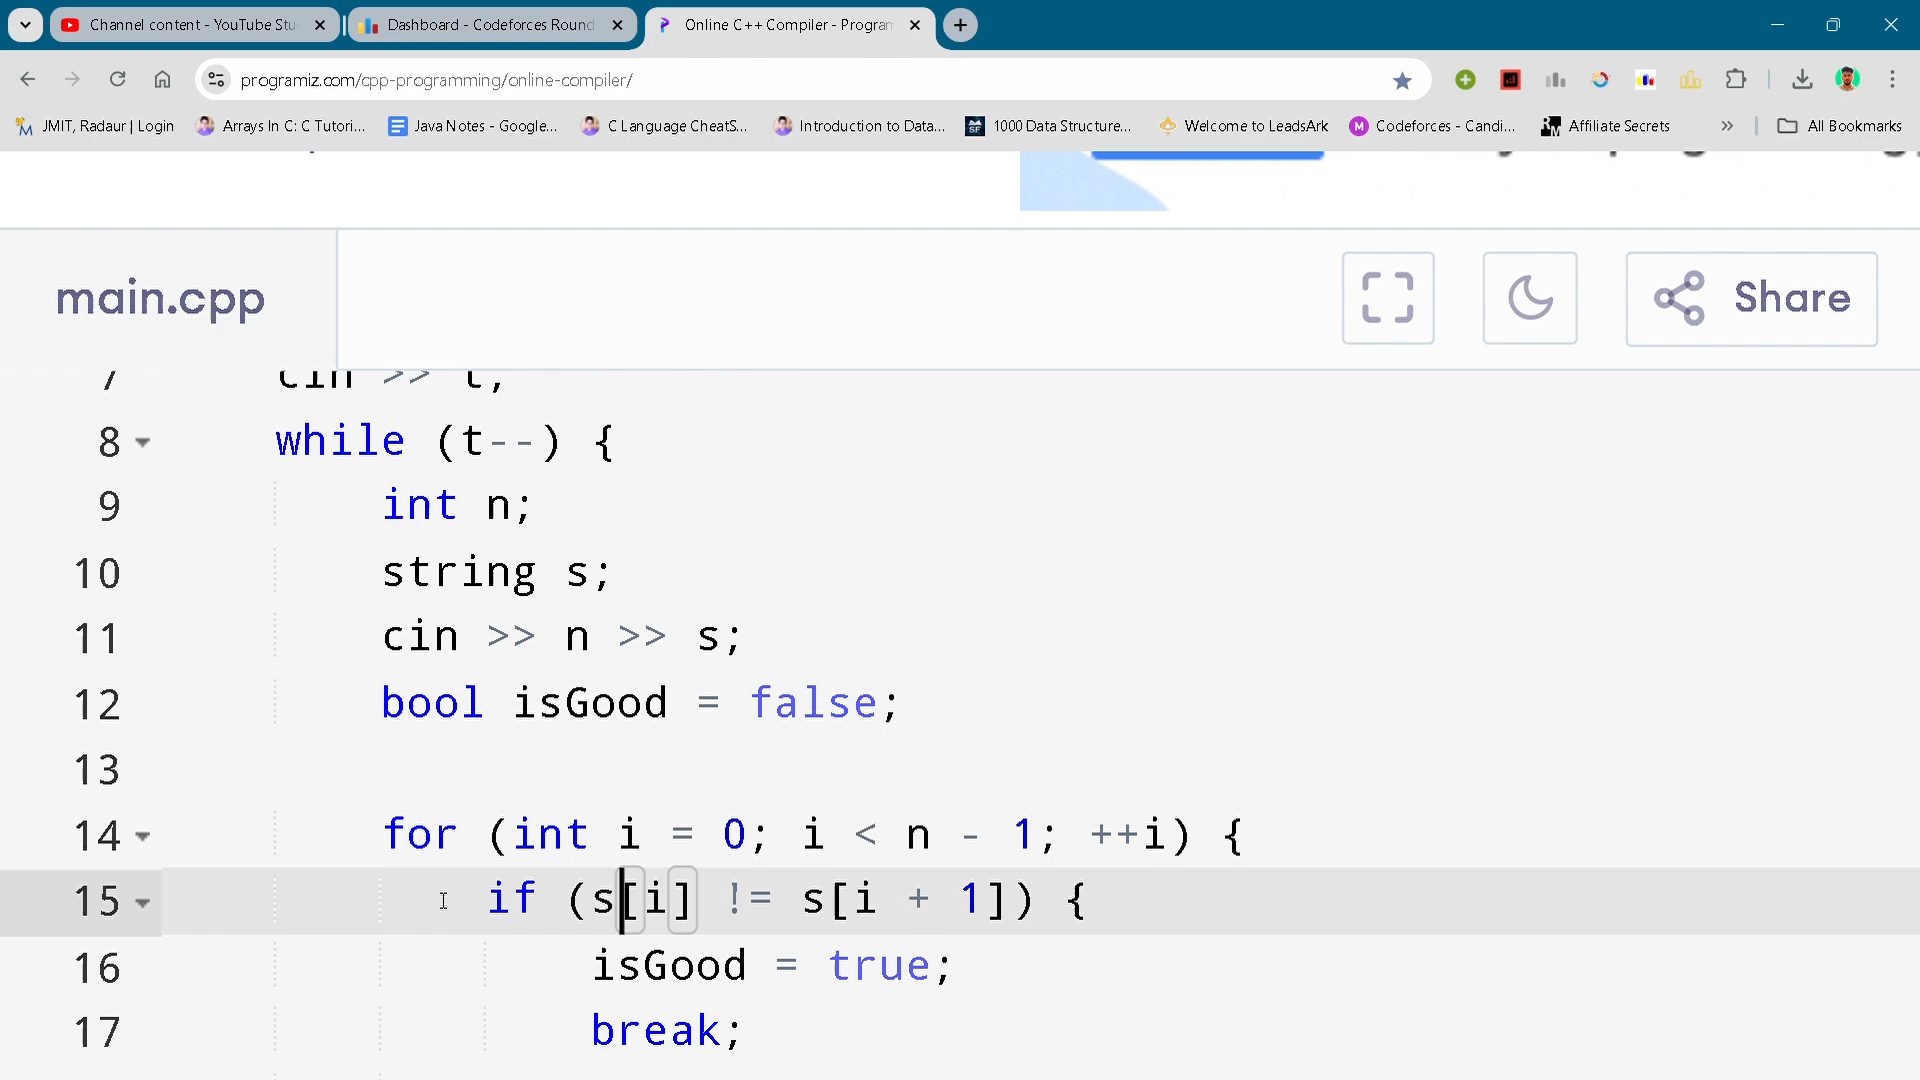 Channel content - YouTube Stu
Dashboard - Codeforces Round
Online C++ Compiler - Program
programiz.com/cpp-programming/online-compiler/
JMIT, Radaur | Login
Arrays In C: C Tutori...
Java Notes - Google...
C Language CheatS...
Introduction to Data...
1000 Data Structure...
Welcome to LeadsArk
Codeforces - Candi...
Affiliate Secrets
All Bookmarks
main.cpp
Share
7 cin >> t;
8 while (t--) {
9 int n;
10 string s;
11 cin >> n >> s;
12 bool isGood = false;
13
14 for (int i = 0; i < n - 1; ++i) {
15 if (s[i] != s[i + 1]) {
16 isGood = true;
17 break;